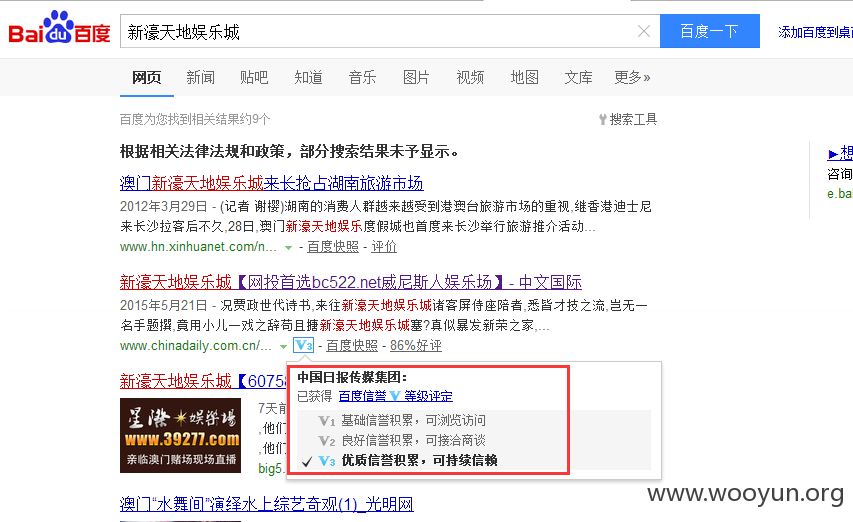 Bai du 百度 新濠天地娱乐城 百度一下 添加百度到桌面
网页 新闻 贴吧 知道 音乐 图片 视频 地图 文库 更多»
百度为您找到相关结果约9个 搜索工具
根据相关法律法规和政策，部分搜索结果未予显示。
澳门新濠天地娱乐城来长抢占湖南旅游市场
2012年3月29日 - (记者 谢樱)湖南的消费人群越来越受到港澳台旅游市场的重视,继香港迪士尼
来长沙拉客后不久,28日,澳门新濠天地娱乐度假城也首度来长沙举行旅游推介活动...
www.hn.xinhuanet.com/n... - 百度快照 - 评价
新濠天地娱乐城【网投首选bc522.net威尼斯人娱乐场】- 中文国际
2015年5月21日 - 况贾政世代诗书,来往新濠天地娱乐城诸客屏侍座陪者,悉皆才技之流,岂无一
名手题撰,竟用小儿一戏之辞苟且搪新濠天地娱乐城塞?真似暴发新荣之家,...
www.chinadaily.com.cn/... V3 - 百度快照 - 86%好评
新濠天地娱乐城【6075
中国日报传媒集团：
已获得 百度信誉 V 等级评定
V1 基础信誉积累，可浏览访问
V2 良好信誉积累，可接洽商谈
V3 优质信誉积累，可持续信赖
星濠 娱乐场
www.39277.com
亲临澳门赌场现场直播
7天前
,他们
,他们
big5.
澳门“水舞间”演绎水上综艺奇观(1)_光明网
►想
咨询
e.bai
www.wooyun.org